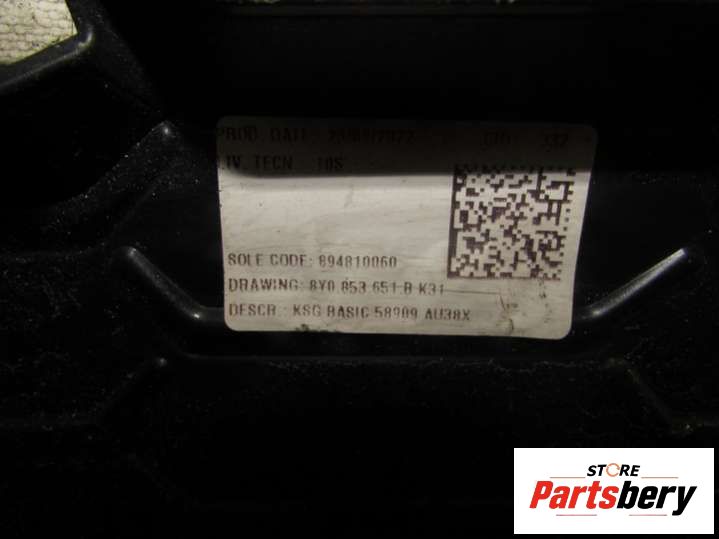 PROD DATE
LIV. TECN. 10S
SOLE CODE: 894810060
DRAWING: 8Y0 853 651 B K31
DESCR.: KSG BASIC 58909 AU38X
STORE
Partsbery